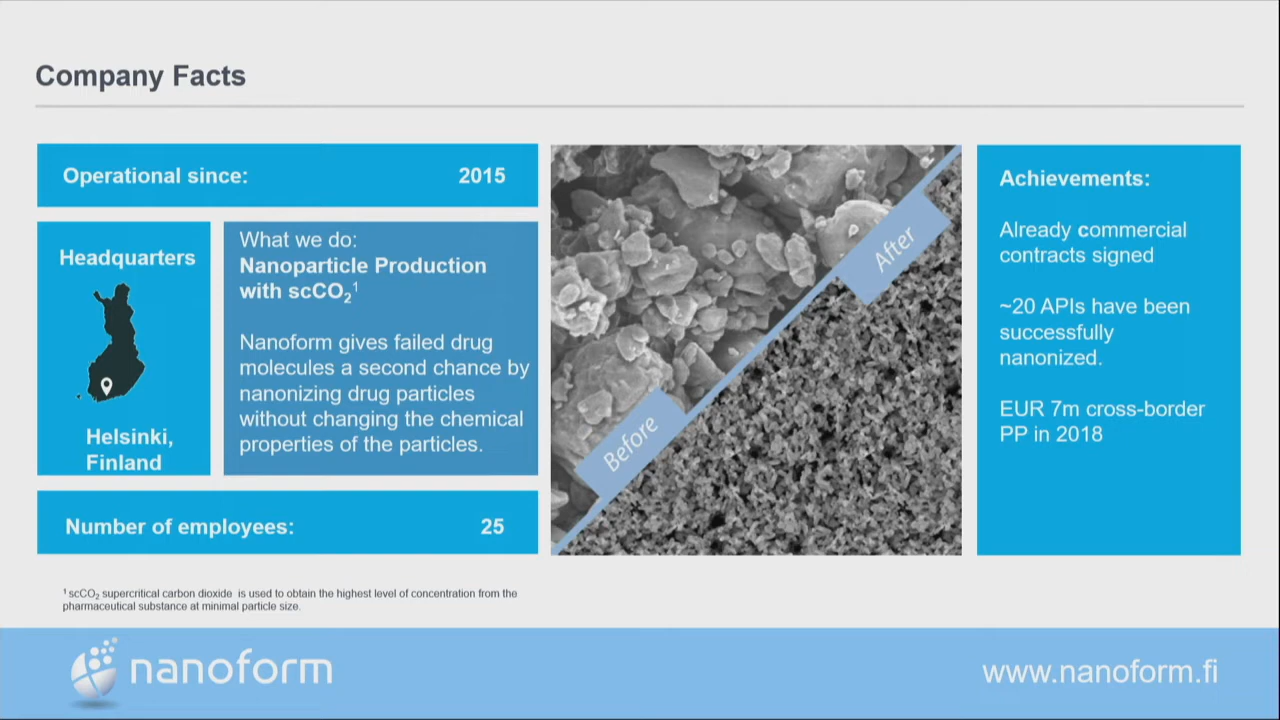 Company Facts
Operational since: 2015
Headquarters
Helsinki,
Finland
What we do:
Nanoparticle Production
with scCO₂¹
Nanoform gives failed drug
molecules a second chance by
nanonizing drug particles
without changing the chemical
properties of the particles.
Number of employees: 25
Before
After
Achievements:
Already commercial
contracts signed
~20 APIs have been
successfully
nanonized.
EUR 7m cross-border
PP in 2018
¹ scCO₂ supercritical carbon dioxide is used to obtain the highest level of concentration from the
pharmaceutical substance at minimal particle size.
nanoform
www.nanoform.fi